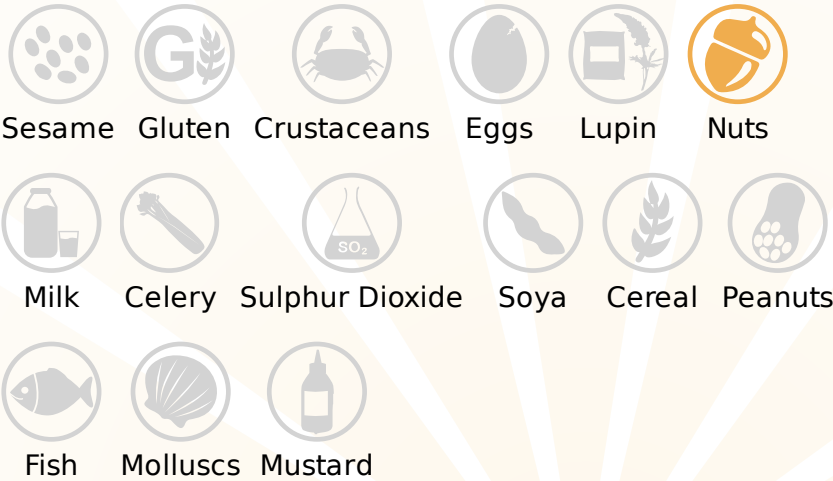 G
Sesame Gluten Crustaceans Eggs Lupin Nuts
SO₂
Milk Celery Sulphur Dioxide Soya Cereal Peanuts
Fish Molluscs Mustard